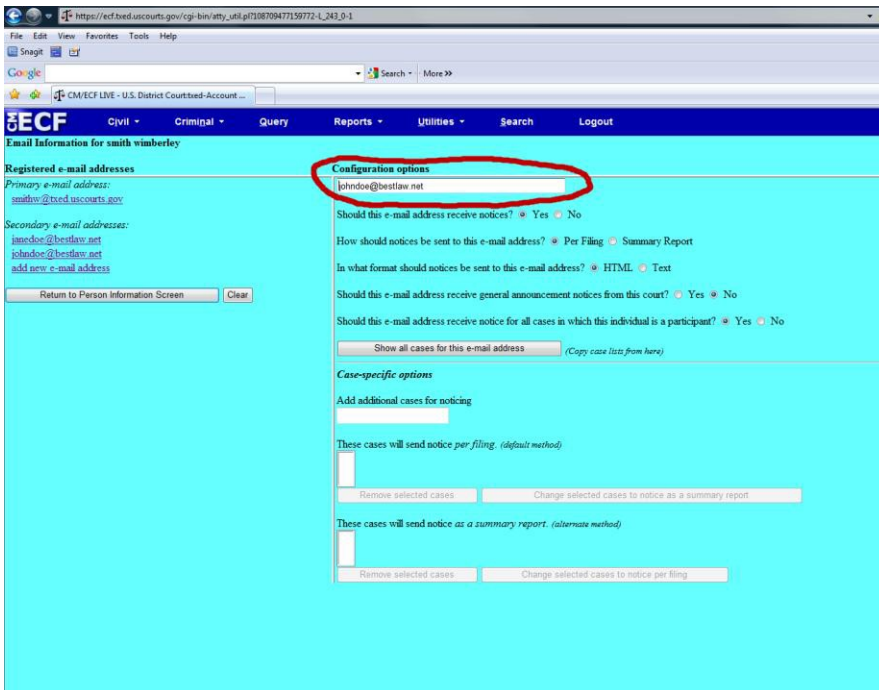 https://ecf.txed.uscourts.gov/cgi-bin/atty_util.pl?108709477159772-L_243_0-1
File Edit View Favorites Tools Help
Snagit
Google Search More >>
CM/ECF LIVE - U.S. District Court:txed-Account ...
CM ECF Civil Criminal Query Reports Utilities Search Logout
Email Information for smith wimberley
Registered e-mail addresses
Primary e-mail address:
smithw@txed.uscourts.gov
Secondary e-mail addresses:
janedoe@bestlaw.net
johndoe@bestlaw.net
add new e-mail address
Return to Person Information Screen Clear
Configuration options
johndoe@bestlaw.net
Should this e-mail address receive notices? Yes No
How should notices be sent to this e-mail address? Per Filing Summary Report
In what format should notices be sent to this e-mail address? HTML Text
Should this e-mail address receive general announcement notices from this court? Yes No
Should this e-mail address receive notice for all cases in which this individual is a participant? Yes No
Show all cases for this e-mail address (Copy case lists from here)
Case-specific options
Add additional cases for noticing
These cases will send notice per filing. (default method)
Remove selected cases Change selected cases to notice as a summary report
These cases will send notice as a summary report. (alternate method)
Remove selected cases Change selected cases to notice per filing